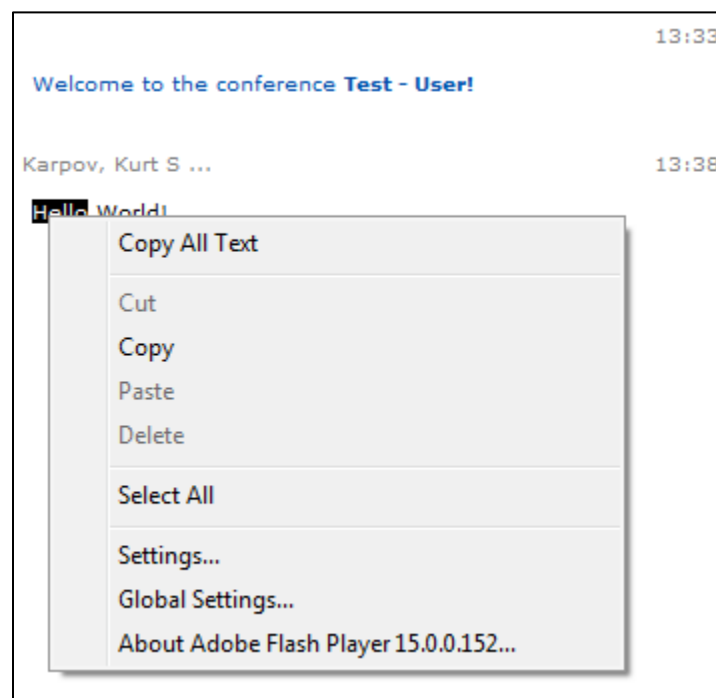 13:33
Welcome to the conference Test - User!
Karpov, Kurt S ... 13:38
Hello World!
Copy All Text
Cut
Copy
Paste
Delete
Select All
Settings...
Global Settings...
About Adobe Flash Player 15.0.0.152...